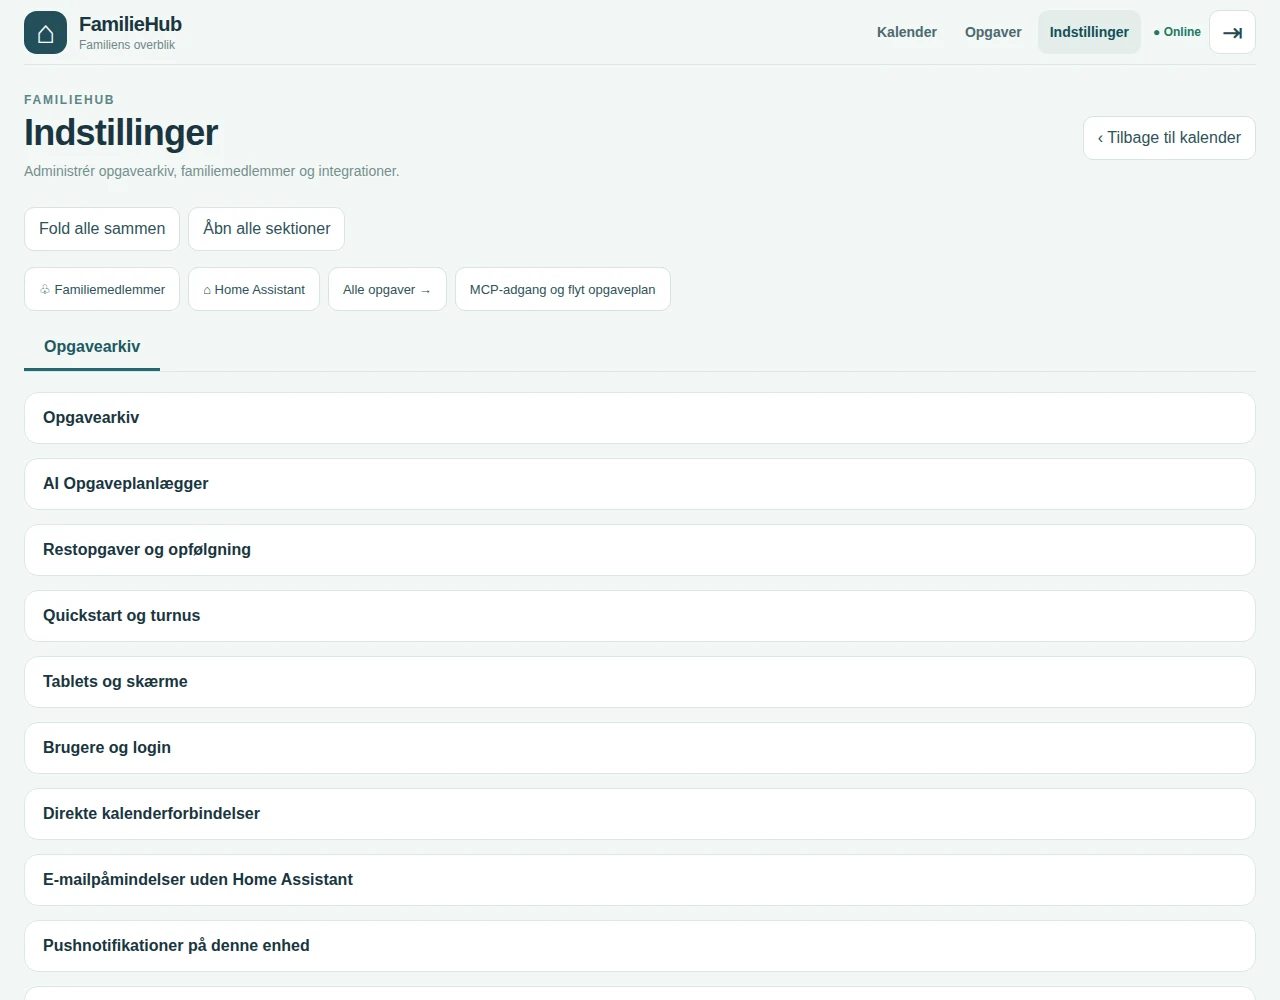 FamilieHub
Familiens overblik
Kalender
Opgaver
Indstillinger
● Online
⇥
FAMILIEHUB
Indstillinger
Administrér opgavearkiv, familiemedlemmer og integrationer.
‹ Tilbage til kalender
Fold alle sammen
Åbn alle sektioner
♧ Familiemedlemmer
⌂ Home Assistant
Alle opgaver →
MCP-adgang og flyt opgaveplan
Opgavearkiv
Opgavearkiv
AI Opgaveplanlægger
Restopgaver og opfølgning
Quickstart og turnus
Tablets og skærme
Brugere og login
Direkte kalenderforbindelser
E-mailpåmindelser uden Home Assistant
Pushnotifikationer på denne enhed